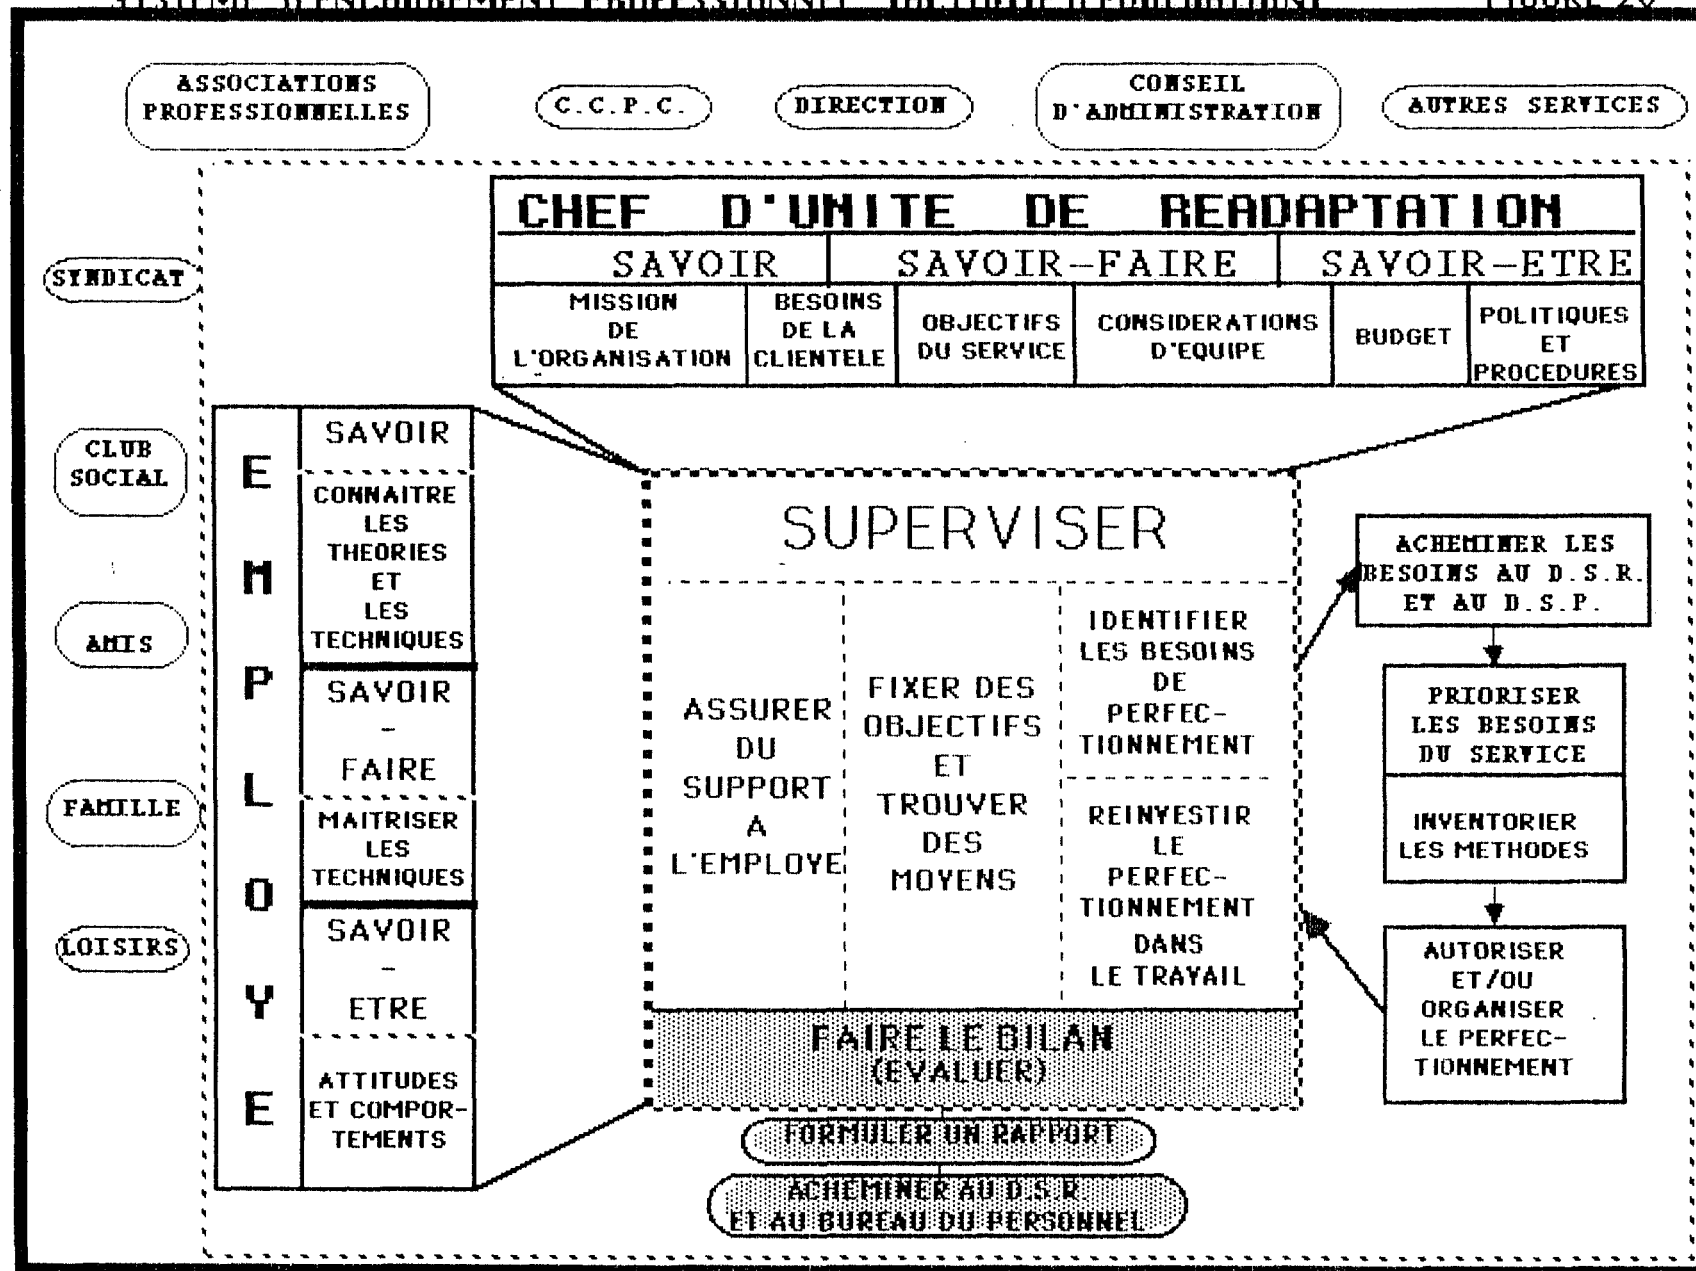 FIGURE 20
ASSOCIATIONS
PROFESSIONNELLES
C.C.P.C.
DIRECTION
CONSEIL
D'ADMINISTRATION
AUTRES SERVICES
CHEF D'UNITE DE READAPTATION
SAVOIR
SAVOIR-FAIRE
SAVOIR-ETRE
MISSION
DE
L'ORGANISATION
BESOINS
DE LA
CLIENTELE
OBJECTIFS
DU SERVICE
CONSIDERATIONS
D'EQUIPE
BUDGET
POLITIQUES
ET
PROCEDURES
SYNDICAT
CLUB
SOCIAL
AMIS
FAMILLE
LOISIRS
EMPLOYE
SAVOIR
CONNAITRE
LES
THEORIES
ET
LES
TECHNIQUES
SAVOIR
-
FAIRE
MAITRISER
LES
TECHNIQUES
SAVOIR
-
ETRE
ATTITUDES
ET COMPOR-
TEMENTS
SUPERVISER
ASSURER
DU
SUPPORT
A
L'EMPLOYE
FIXER DES
OBJECTIFS
ET
TROUVER
DES
MOYENS
IDENTIFIER
LES BESOINS
DE
PERFEC-
TIONNEMENT
REINVESTIR
LE
PERFEC-
TIONNEMENT
DANS
LE TRAVAIL
FAIRE LE BILAN
(EVALUER)
FORMULER UN RAPPORT
ACHEMINER AU D.S.R.
ET AU BUREAU DU PERSONNEL
ACHEMINER LES
BESOINS AU D.S.R.
ET AU D.S.P.
PRIORISER
LES BESOINS
DU SERVICE
INVENTORIER
LES METHODES
AUTORISER
ET/OU
ORGANISER
LE PERFEC-
TIONNEMENT